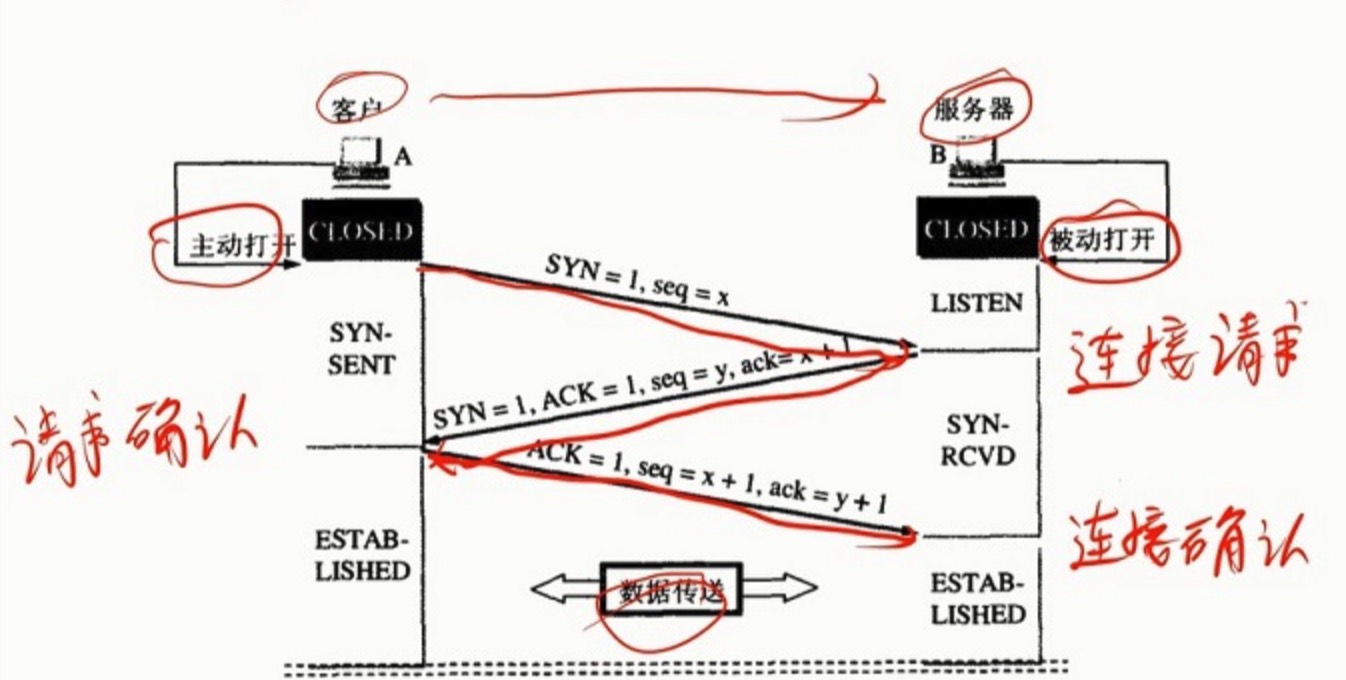 客户
服务器
A
B
CLOSED
CLOSED
主动打开
被动打开
SYN = 1, seq = x
LISTEN
SYN-
SENT
连接请求
SYN = 1, ACK = 1, seq = y, ack= x + 1
请求确认
SYN-
RCVD
ACK = 1, seq = x + 1, ack = y + 1
连接确认
ESTAB-
LISHED
数据传送
ESTAB-
LISHED